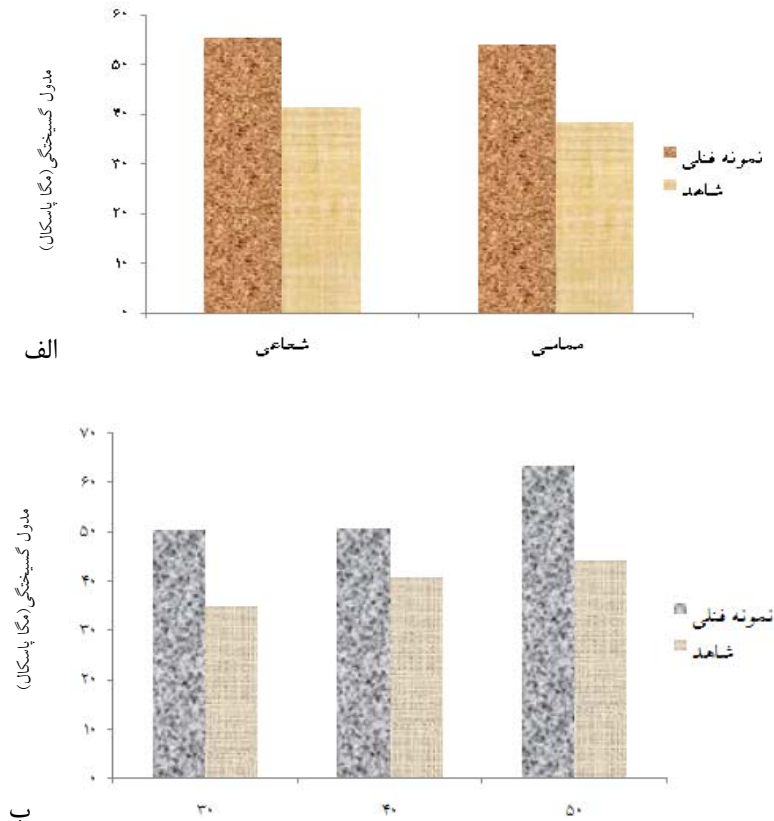 مدول گسیختگی(مگا پاسکال)
۶۰
۵۰
۴۰
۳۰
۲۰
۱۰
۰
شعاعی
مماسی
نمونه فنلی
شاهد
الف
مدول گسیختگی(مگا پاسکال)
۷۰
۶۰
۵۰
۴۰
۳۰
۲۰
۱۰
۰
۳۰
۴۰
۵۰
نمونه فنلی
شاهد
ب